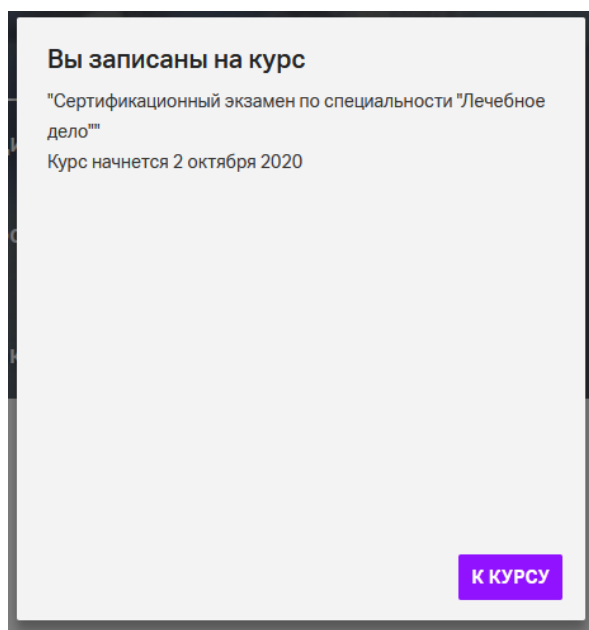 Вы записаны на курс
"Сертификационный экзамен по специальности "Лечебное
дело""
Курс начнется 2 октября 2020
К КУРСУ